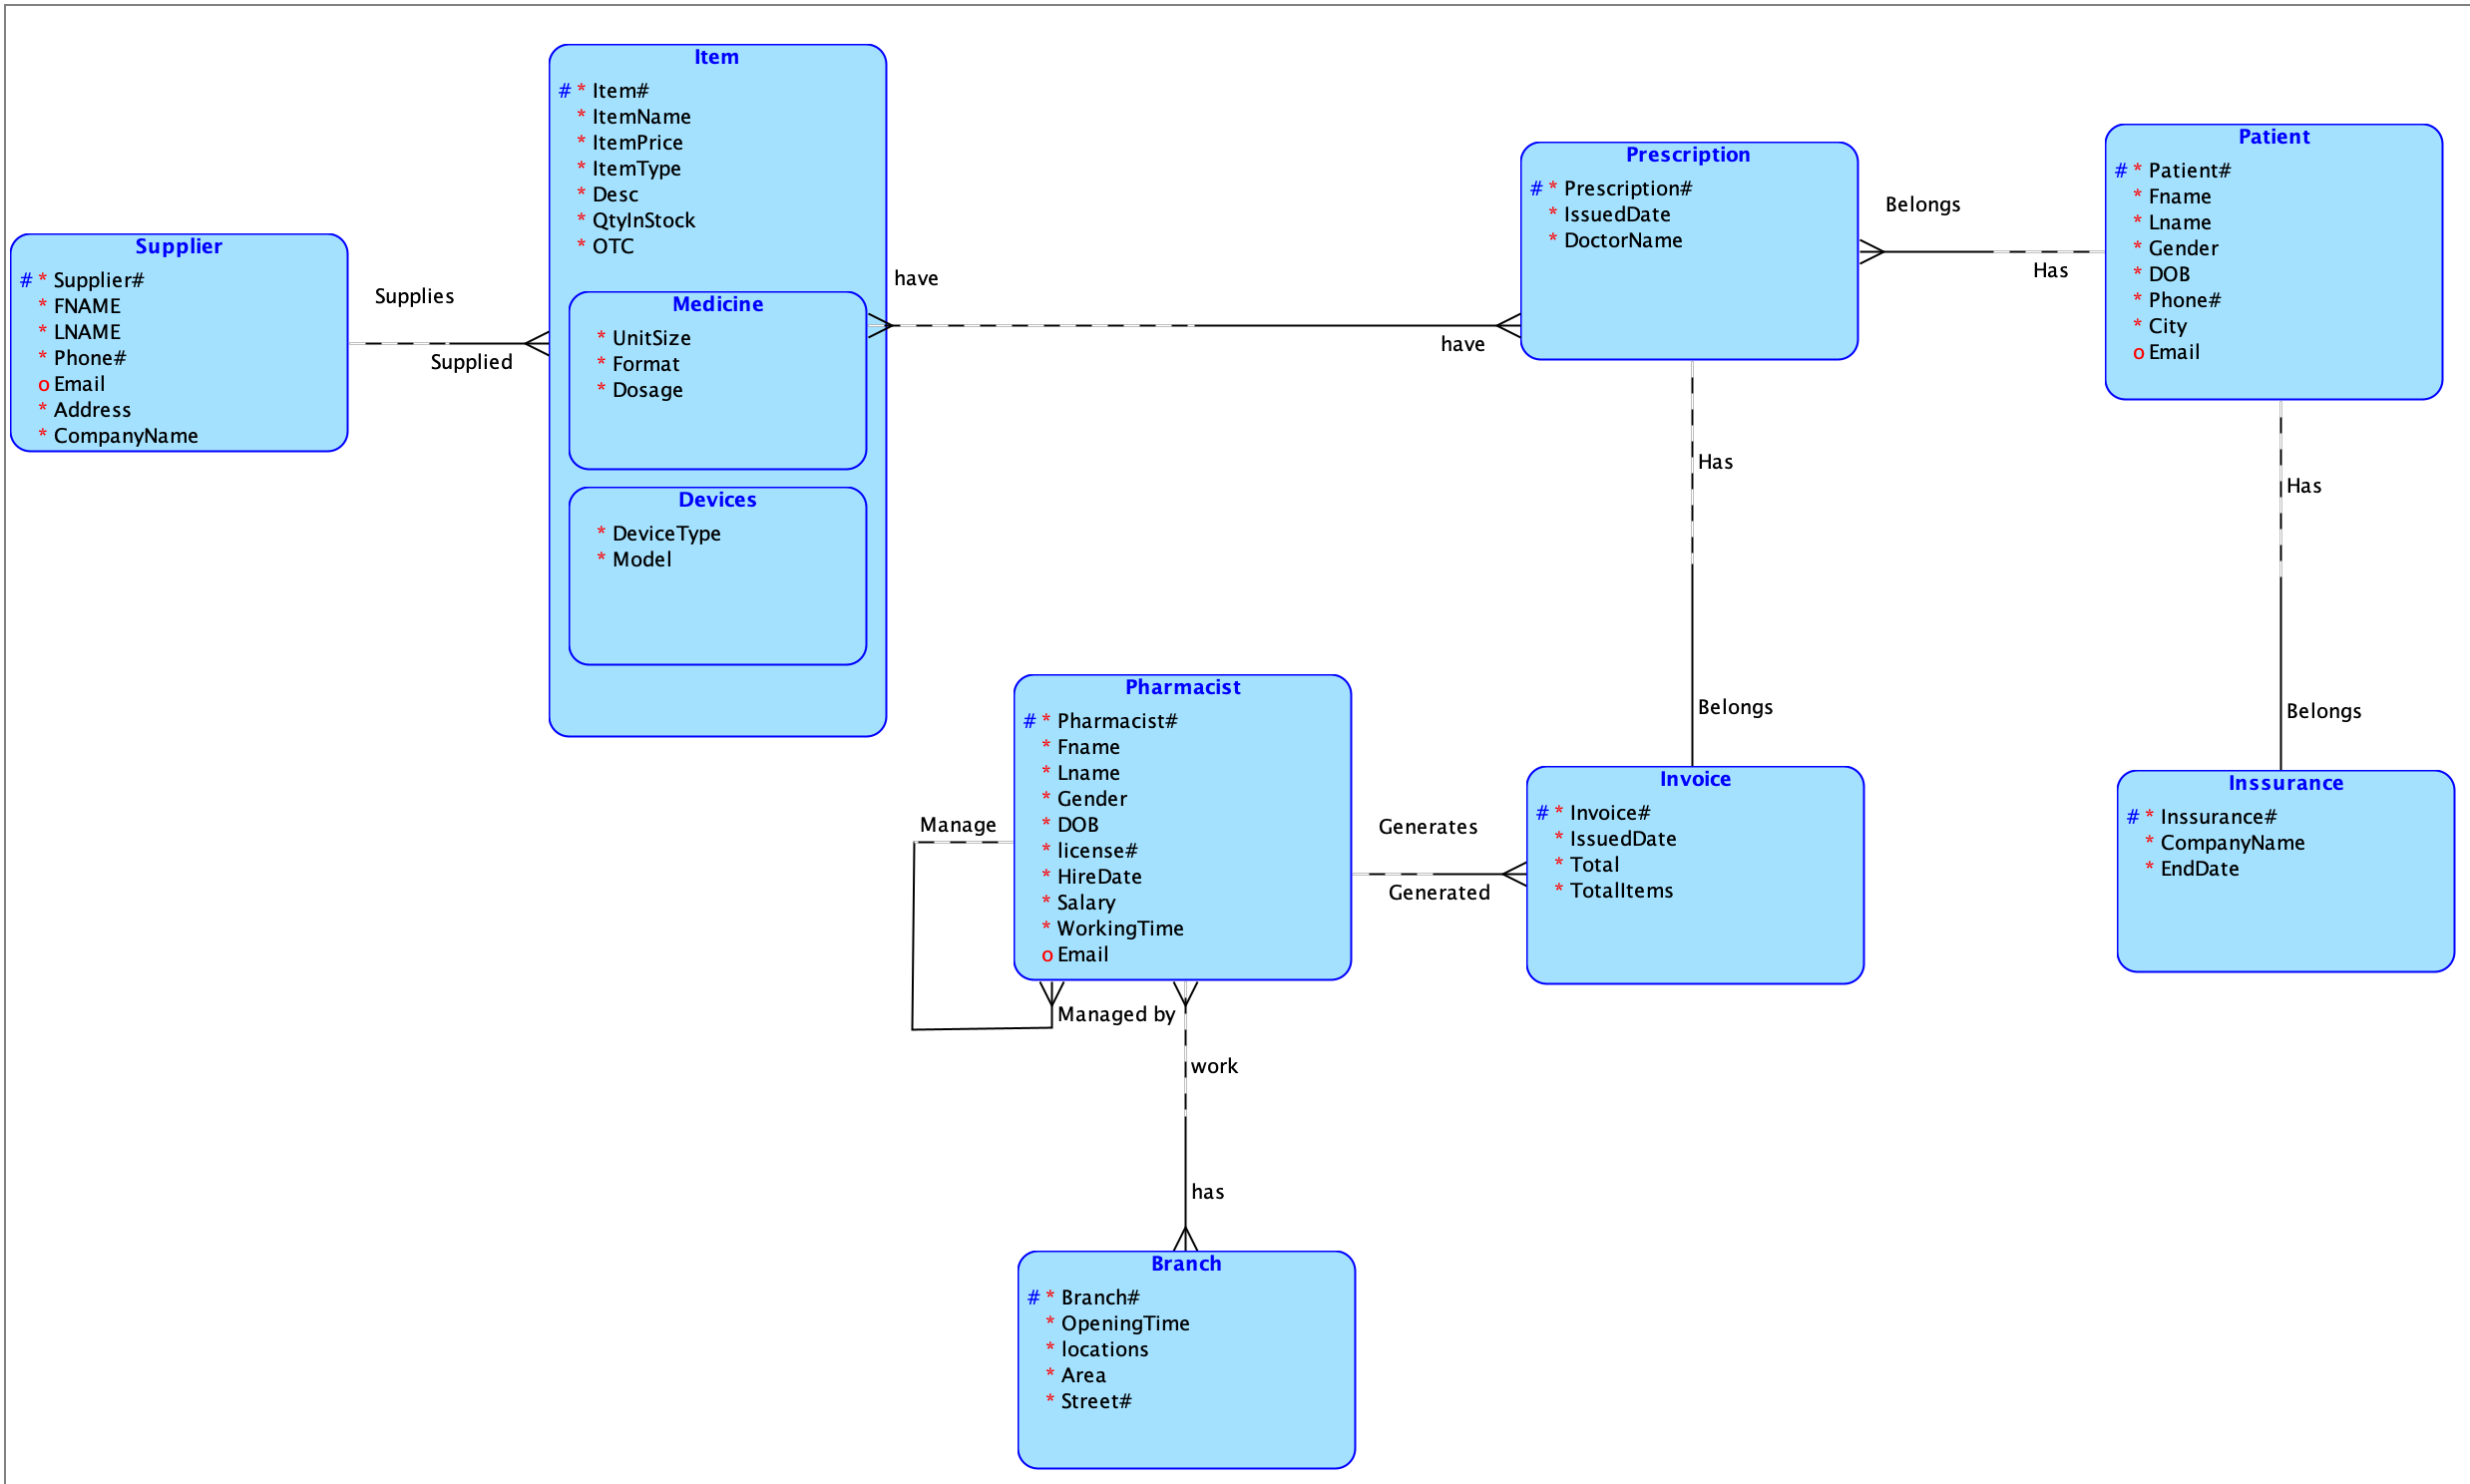 Supplier
# * Supplier#
* FNAME
* LNAME
* Phone#
o Email
* Address
* CompanyName
Supplies
Supplied
Item
# * Item#
* ItemName
* ItemPrice
* ItemType
* Desc
* QtyInStock
* OTC
Medicine
* UnitSize
* Format
* Dosage
Devices
* DeviceType
* Model
have
have
Prescription
# * Prescription#
* IssuedDate
* DoctorName
Belongs
Has
Patient
# * Patient#
* Fname
* Lname
* Gender
* DOB
* Phone#
* City
o Email
Has
Belongs
Has
Belongs
Pharmacist
# * Pharmacist#
* Fname
* Lname
* Gender
* DOB
* license#
* HireDate
* Salary
* WorkingTime
o Email
Manage
Managed by
Generates
Generated
Invoice
# * Invoice#
* IssuedDate
* Total
* TotalItems
Inssurance
# * Inssurance#
* CompanyName
* EndDate
work
has
Branch
# * Branch#
* OpeningTime
* locations
* Area
* Street#